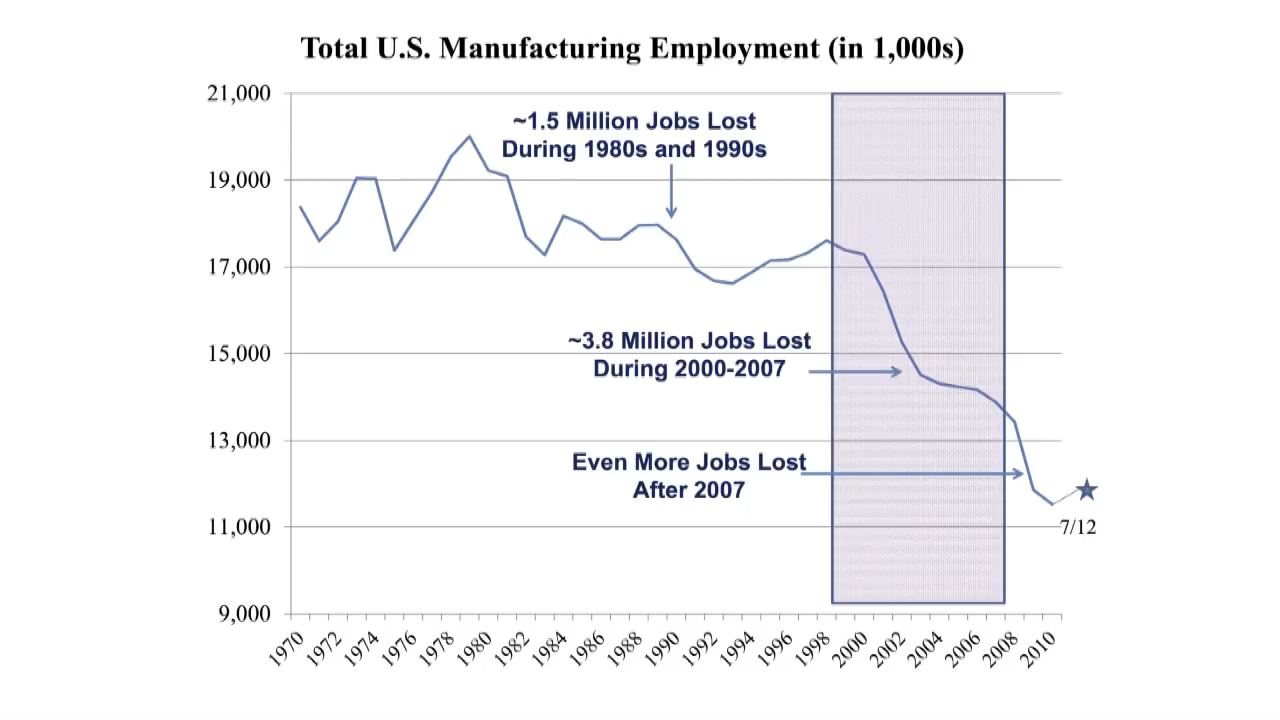 Total U.S. Manufacturing Employment (in 1,000s)
21,000
~1.5 Million Jobs Lost
During 1980s and 1990s
19,000
17,000
~3.8 Million Jobs Lost
15,000
During 2000-2007
13,000
Even More Jobs Lost
After 2007
11,000
7/12
9,000
1970 1972 1974 1976 1978 1980 1982 1984 1986 1988 1990 1992 1994 1996 1998 2000 2002 2004 2006 2008 2010